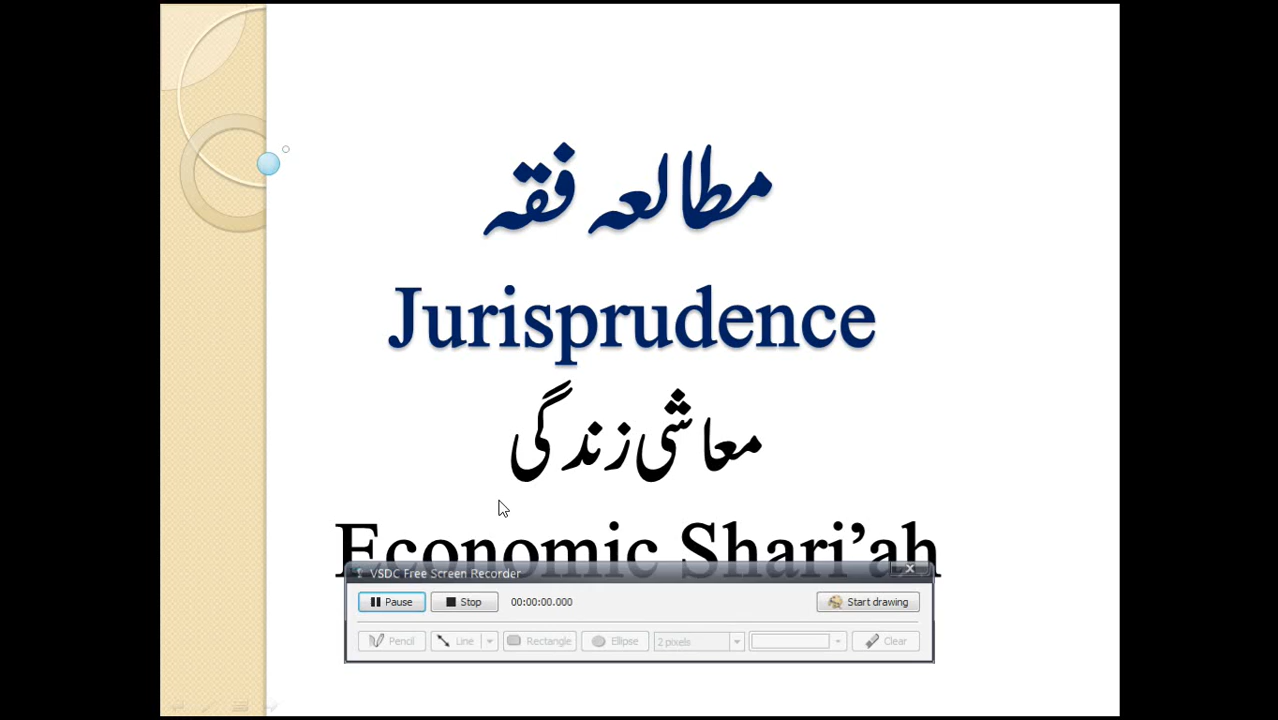 مطالعہ فقہ
Jurisprudence
معاشی زندگی
Economic Shari’ah
VSDC Free Screen Recorder
Pause Stop 00:00:00.000 Start drawing
Pencil Line Rectangle Ellipse 2 pixels Clear